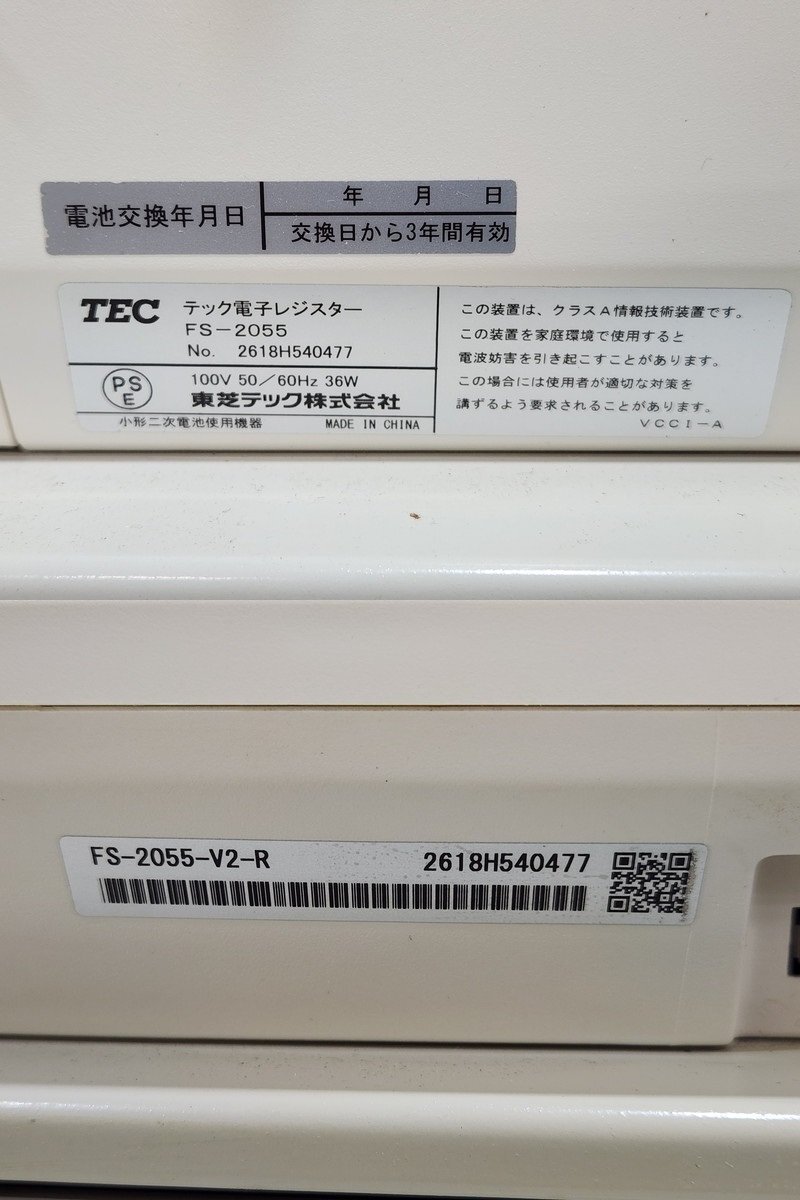 電池交換年月日
年 月 日
交換日から3年間有効
TEC テック電子レジスター
FS-2055
No. 2618H540477
PSE
100V 50/60Hz 36W
東芝テック株式会社
小形二次電池使用機器 MADE IN CHINA
この装置は、クラスA情報技術装置です。
この装置を家庭環境で使用すると
電波妨害を引き起こすことがあります。
この場合には使用者が適切な対策を
講ずるよう要求されることがあります。
VCCI-A
FS-2055-V2-R 2618H540477